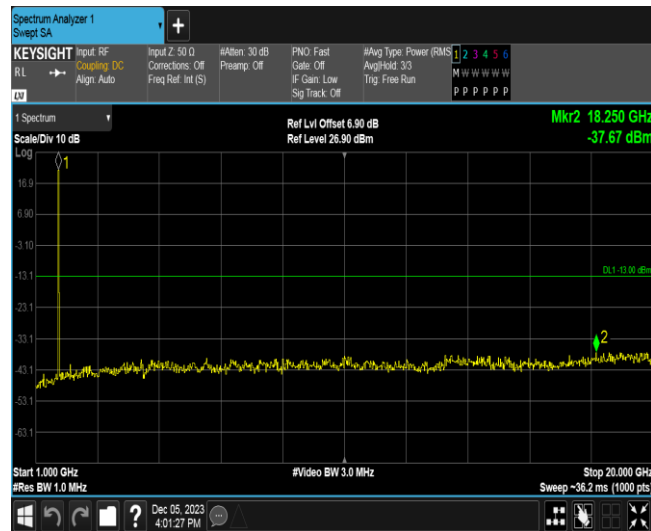 Spectrum Analyzer 1
Swept SA
KEYSIGHT
RL
LXI
Input: RF
Coupling: DC
Align: Auto
Input Z: 50 Ω
Corrections: Off
Freq Ref: Int (S)
#Atten: 30 dB
Preamp: Off
PNO: Fast
Gate: Off
IF Gain: Low
Sig Track: Off
#Avg Type: Power (RMS
Avg|Hold: 3/3
Trig: Free Run
1 2 3 4 5 6
M W W W W W
P P P P P P
1 Spectrum
Scale/Div 10 dB
Log
Ref Lvl Offset 6.90 dB
Ref Level 26.90 dBm
Mkr2 18.250 GHz
-37.67 dBm
1
16.9
6.90
-3.10
-13.1
DL1 -13.00 dBm
-23.1
-33.1
2
-43.1
-53.1
-63.1
Start 1.000 GHz
#Res BW 1.0 MHz
#Video BW 3.0 MHz
Stop 20.000 GHz
Sweep ~36.2 ms (1000 pts)
?
Dec 05, 2023
4:01:27 PM